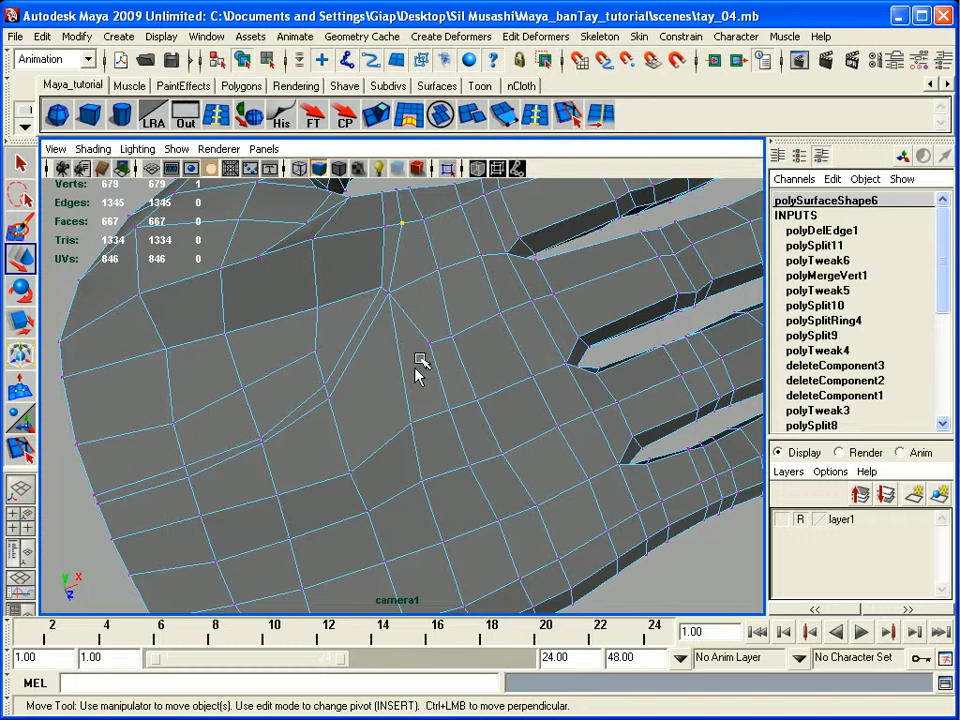 Autodesk Maya 2009 Unlimited: C:\Documents and Settings\Giap\Desktop\Sil Musashi\Maya_banTay_tutorial\scenes\tay_04.mb
File Edit Modify Create Display Window Assets Animate Geometry Cache Create Deformers Edit Deformers Skeleton Skin Constrain Character Muscle Help
Animation
Maya_tutorial Muscle PaintEffects Polygons Rendering Shave Subdivs Surfaces Toon nCloth
LRA Out His FT CP
View Shading Lighting Show Renderer Panels
Channels Edit Object Show
Verts: 679 679 1
Edges: 1345 1345 0
Faces: 667 667 0
Tris: 1334 1334 0
UVs: 846 846 0
polySurfaceShape6
INPUTS
polyDelEdge1
polySplit11
polyTweak6
polyMergeVert1
polyTweak5
polySplit10
polySplitRing4
polySplit9
polyTweak4
deleteComponent3
deleteComponent2
deleteComponent1
polyTweak3
polySplit8
Display Render Anim
Layers Options Help
R layer1
y x z
camera1
<< >>
2 4 6 8 10 12 14 16 18 20 22 24
1.00
1.00 1.00 24.00 48.00 No Anim Layer No Character Set
MEL
Move Tool: Use manipulator to move object(s). Use edit mode to change pivot (INSERT). Ctrl+LMB to move perpendicular.